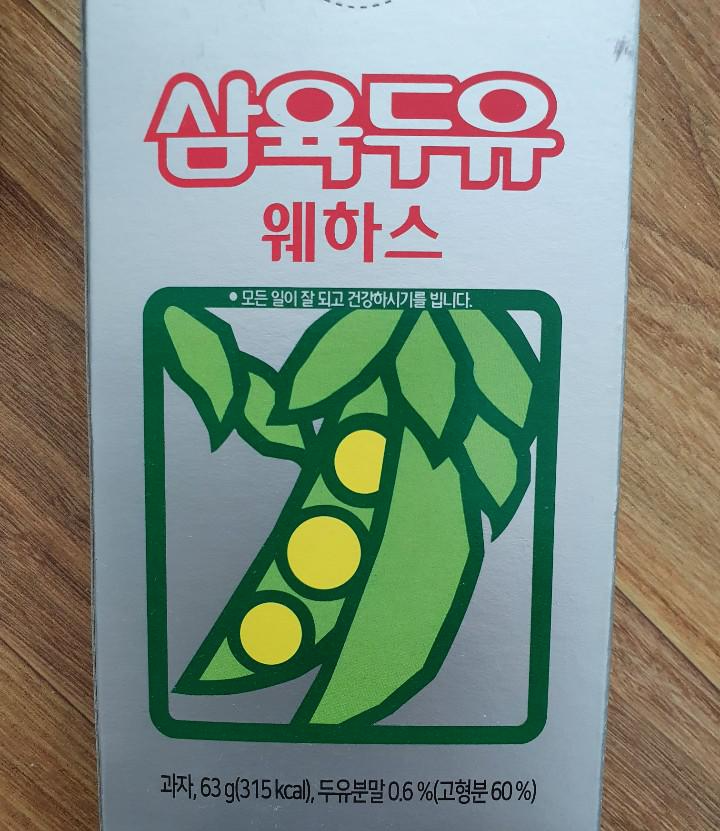 삼육두유
웨하스
• 모든 일이 잘 되고 건강하시기를 빕니다.
과자, 63 g(315 kcal), 두유분말 0.6 %(고형분 60 %)